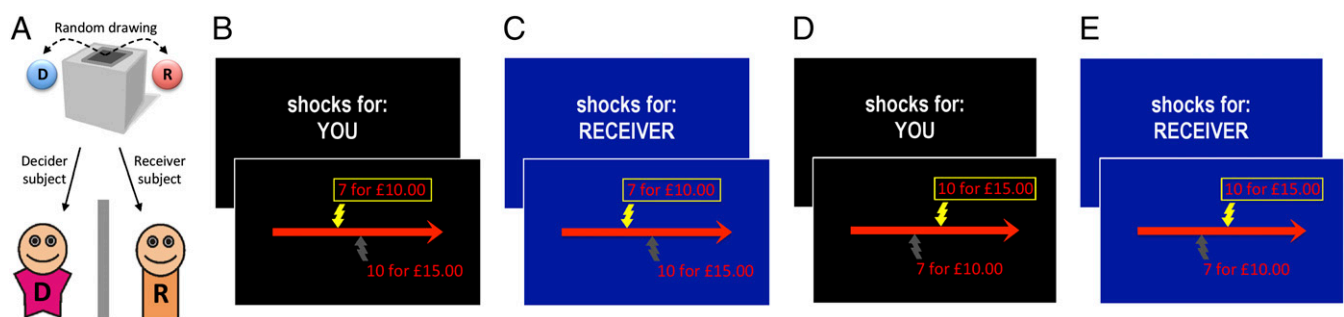 A
Random drawing
D
R
Decider
subject
Receiver
subject
D
R
B
shocks for:
YOU
7 for £10.00
10 for £15.00
C
shocks for:
RECEIVER
7 for £10.00
10 for £15.00
D
shocks for:
YOU
10 for £15.00
7 for £10.00
E
shocks for:
RECEIVER
10 for £15.00
7 for £10.00